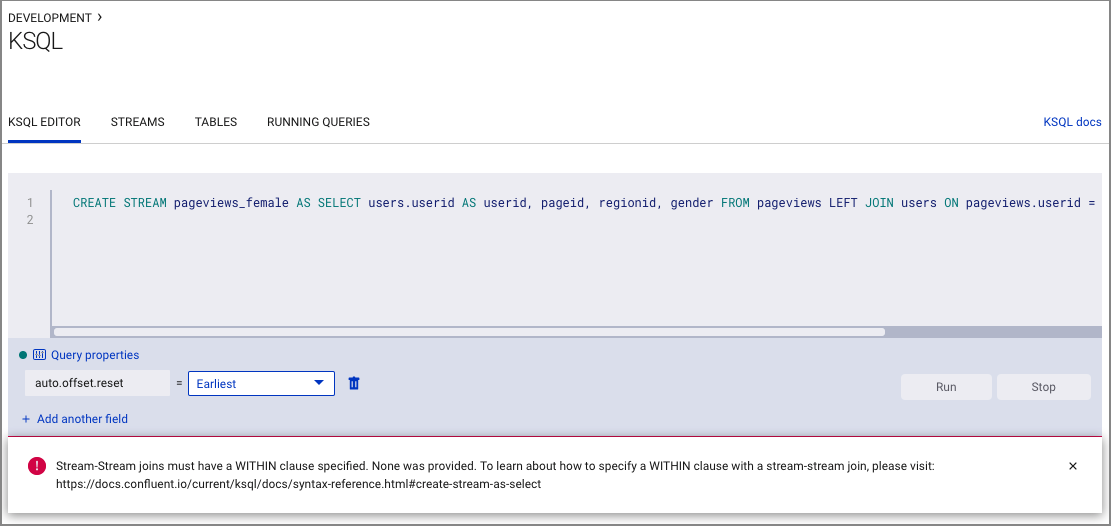 DEVELOPMENT ›
KSQL
KSQL EDITOR STREAMS TABLES RUNNING QUERIES KSQL docs
1 CREATE STREAM pageviews_female AS SELECT users.userid AS userid, pageid, regionid, gender FROM pageviews LEFT JOIN users ON pageviews.userid =
2
Query properties
auto.offset.reset = Earliest
Run Stop
+ Add another field
! Stream-Stream joins must have a WITHIN clause specified. None was provided. To learn about how to specify a WITHIN clause with a stream-stream join, please visit: ×
https://docs.confluent.io/current/ksql/docs/syntax-reference.html#create-stream-as-select